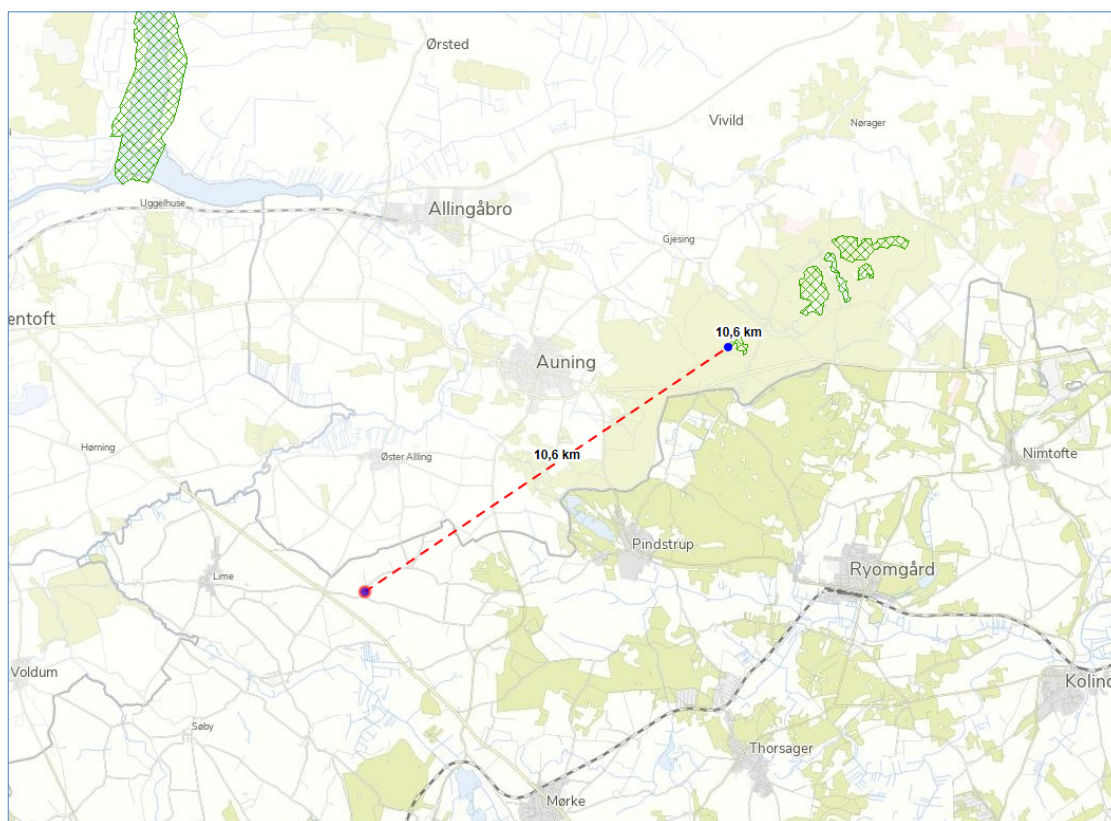 Ørsted
Vivild
Nørager
Uggelhuse
Allingåbro
Gjesing
entoft
10,6 km
Auning
Hørning
Øster Alling
10,6 km
Nimtofte
Pindstrup
Lime
Ryomgård
Voldum
Kolind
Søby
Thorsager
Mørke